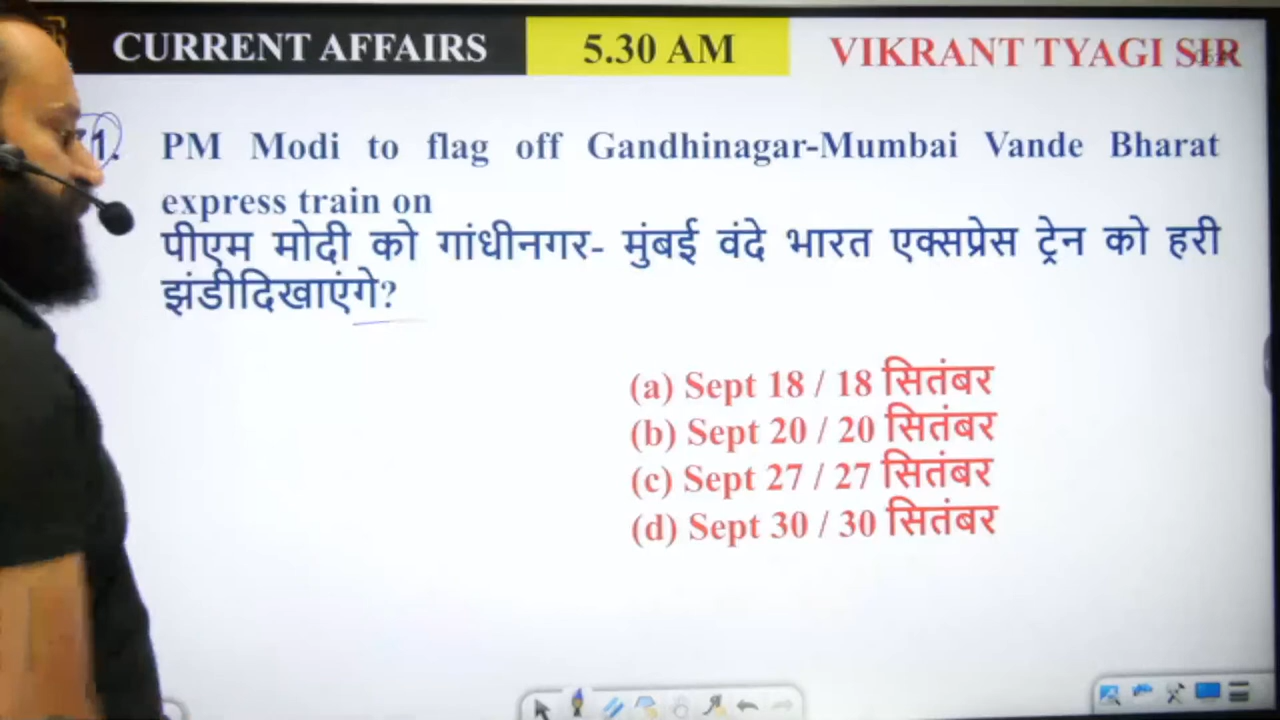 CURRENT AFFAIRS
5.30 AM
VIKRANT TYAGI SIR
1.
PM Modi to flag off Gandhinagar-Mumbai Vande Bharat
express train on
पीएम मोदी को गांधीनगर- मुंबई वंदे भारत एक्सप्रेस ट्रेन को हरी
झंडीदिखाएंगे?
(a) Sept 18 / 18 सितंबर
(b) Sept 20 / 20 सितंबर
(c) Sept 27 / 27 सितंबर
(d) Sept 30 / 30 सितंबर